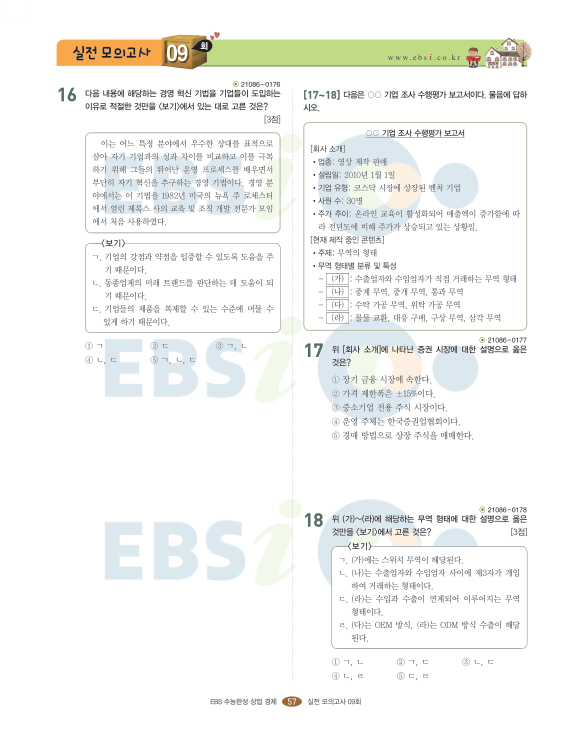 실전 모의고사 09 회
www.ebsi.co.kr
21086-0176
16 다음 내용에 해당하는 경영 혁신 기법을 기업들이 도입하는
이유로 적절한 것만을 〈보기〉에서 있는 대로 고른 것은?
[3점]
이는 어느 특정 분야에서 우수한 상대를 표적으로
삼아 자기 기업과의 성과 차이를 비교하고 이를 극복
하기 위해 그들의 뛰어난 운영 프로세스를 배우면서
부단히 자기 혁신을 추구하는 경영 기법이다. 경영 분
야에서는 이 기법을 1982년 미국의 뉴욕 주 로체스터
에서 열린 제록스 사의 교육 및 조직 개발 전문가 모임
에서 처음 사용하였다.
〈보기〉
ㄱ. 기업의 강점과 약점을 입증할 수 있도록 도움을 주
기 때문이다.
ㄴ. 동종업계의 미래 트렌드를 판단하는 데 도움이 되
기 때문이다.
ㄷ. 기업들의 제품을 복제할 수 있는 수준에 머물 수
있게 하기 때문이다.
① ㄱ ② ㄷ ③ ㄱ, ㄴ
④ ㄴ, ㄷ ⑤ ㄱ, ㄴ, ㄷ
[17~18] 다음은 ○○ 기업 조사 수행평가 보고서이다. 물음에 답하
시오.
○○ 기업 조사 수행평가 보고서
[회사 소개]
• 업종: 영상 제작 판매
• 설립일: 2010년 1월 1일
• 기업 유형: 코스닥 시장에 상장된 벤처 기업
• 사원 수: 30명
• 주가 추이: 온라인 교육이 활성화되어 매출액이 증가함에 따
라 전년도에 비해 주가가 상승되고 있는 상황임.
[현재 제작 중인 콘텐츠]
• 주제: 무역의 형태
• 무역 형태별 분류 및 특성
– (가) : 수출업자와 수입업자가 직접 거래하는 무역 형태
– (나) : 중계 무역, 중개 무역, 통과 무역
– (다) : 수탁 가공 무역, 위탁 가공 무역
– (라) : 물물 교환, 대응 구매, 구상 무역, 삼각 무역
21086-0177
17 위 [회사 소개]에 나타난 증권 시장에 대한 설명으로 옳은
것은?
① 장기 금융 시장에 속한다.
② 가격 제한폭은 ±15%이다.
③ 중소기업 전용 주식 시장이다.
④ 운영 주체는 한국증권업협회이다.
⑤ 경매 방법으로 상장 주식을 매매한다.
21086-0178
18 위 (가)~(라)에 해당하는 무역 형태에 대한 설명으로 옳은
것만을 〈보기〉에서 고른 것은? [3점]
〈보기〉
ㄱ. (가)에는 스위치 무역이 해당된다.
ㄴ. (나)는 수출업자와 수입업자 사이에 제3자가 개입
하여 거래하는 형태이다.
ㄷ. (라)는 수입과 수출이 연계되어 이루어지는 무역
형태이다.
ㄹ. (다)는 OEM 방식, (라)는 ODM 방식 수출이 해당
된다.
① ㄱ, ㄴ ② ㄱ, ㄷ ③ ㄴ, ㄷ
④ ㄴ, ㄹ ⑤ ㄷ, ㄹ
EBS 수능완성 상업 경제 57 실전 모의고사 09회